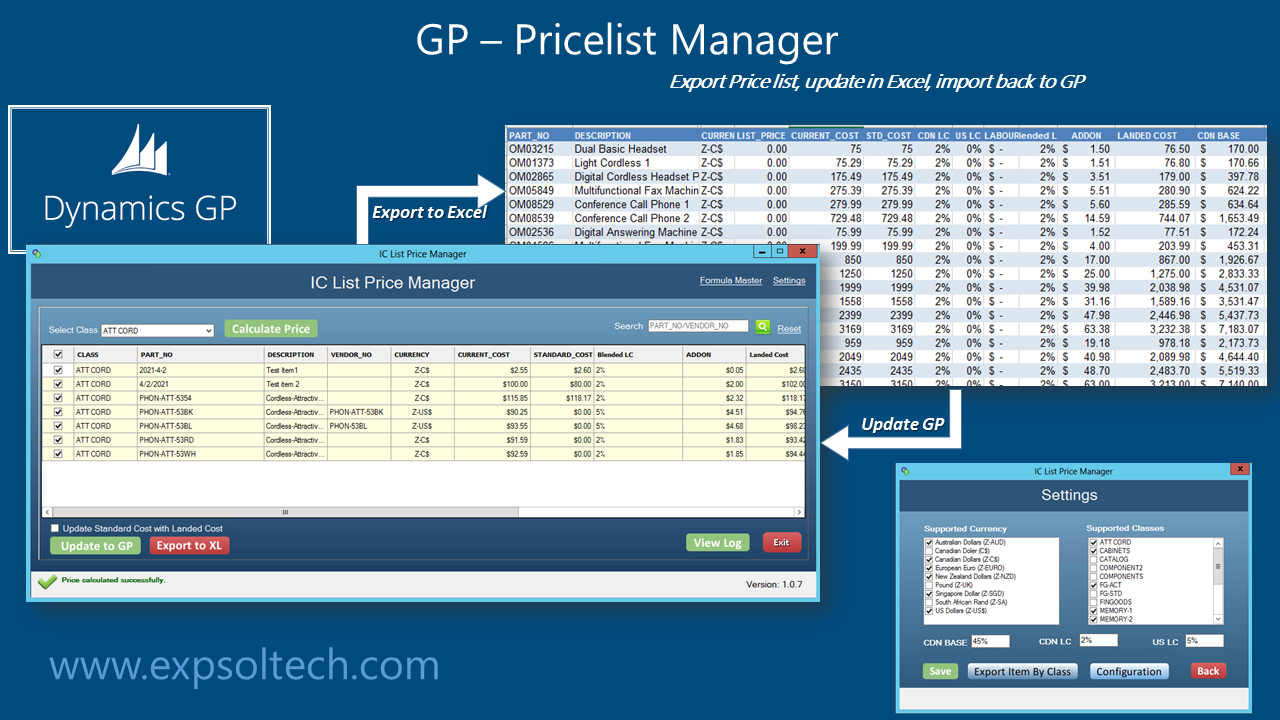 GP – Pricelist Manager
Export Price list, update in Excel, import back to GP
Dynamics GP
Export to Excel
PART_NO DESCRIPTION CURREN LIST_PRICE CURRENT_COST STD_COST CDN LC US LC LABOUR lended L ADDON LANDED COST CDN BASE
OM03215 Dual Basic Headset Z-C$ 0.00 75 75 2% 0% $ - 2% $ 1.50 76.50 $ 170.00
OM01373 Light Cordless 1 Z-C$ 0.00 75.29 75.29 2% 0% $ - 2% $ 1.51 76.80 $ 170.66
OM02865 Digital Cordless Headset P Z-C$ 0.00 175.49 175.49 2% 0% $ - 2% $ 3.51 179.00 $ 397.78
OM05849 Multifunctional Fax Machin Z-C$ 0.00 275.39 275.39 2% 0% $ - 2% $ 5.51 280.90 $ 624.22
OM08529 Conference Call Phone 1 Z-C$ 0.00 279.99 279.99 2% 0% $ - 2% $ 5.60 285.59 $ 634.64
OM08539 Conference Call Phone 2 Z-C$ 0.00 729.48 729.48 2% 0% $ - 2% $ 14.59 744.07 $ 1,653.49
OM02536 Digital Answering Machine Z-C$ 0.00 75.99 75.99 2% 0% $ - 2% $ 1.52 77.51 $ 172.24
199.99 199.99 2% 0% $ - 2% $ 4.00 203.99 $ 453.31
850 850 2% 0% $ - 2% $ 17.00 867.00 $ 1,926.67
1250 1250 2% 0% $ - 2% $ 25.00 1,275.00 $ 2,833.33
1999 1999 2% 0% $ - 2% $ 39.98 2,038.98 $ 4,531.07
1558 1558 2% 0% $ - 2% $ 31.16 1,589.16 $ 3,531.47
2399 2399 2% 0% $ - 2% $ 47.98 2,446.98 $ 5,437.73
3169 3169 2% 0% $ - 2% $ 63.38 3,232.38 $ 7,183.07
959 959 2% 0% $ - 2% $ 19.18 978.18 $ 2,173.73
2049 2049 2% 0% $ - 2% $ 40.98 2,089.98 $ 4,644.40
2435 2435 2% 0% $ - 2% $ 48.70 2,483.70 $ 5,519.33
3150 3150 2% 0% $ - 2% $ 63.00 3,213.00 $ 7,140.00
IC List Price Manager
IC List Price Manager
Formula Master Settings
Select Class ATT CORD Calculate Price Search PART_NO/VENDOR_NO Reset
CLASS PART_NO DESCRIPTION VENDOR_NO CURRENCY CURRENT_COST STANDARD_COST Blended LC ADDON Landed Cost
ATT CORD 2021-4-2 Test Item1 Z-C$ $2.55 $2.60 2% $0.05 $2.60
ATT CORD 4/2/2021 Test item 2 Z-C$ $100.00 $80.00 2% $2.00 $102.00
ATT CORD PHON-ATT-5354 Cordless-Attractiv... Z-C$ $115.85 $118.17 2% $2.32 $118.17
ATT CORD PHON-ATT-53BK Cordless-Attractiv... PHON-ATT-53BK Z-US$ $90.25 $0.00 5% $4.51 $94.76
ATT CORD PHON-ATT-53BL Cordless-Attractiv... PHON-53BL Z-US$ $93.55 $0.00 5% $4.68 $98.23
ATT CORD PHON-ATT-53RD Cordless-Attractiv... Z-C$ $91.59 $0.00 2% $1.83 $93.42
ATT CORD PHON-ATT-53WH Cordless-Attractiv... Z-C$ $92.59 $0.00 2% $1.85 $94.44
Update Standard Cost with Landed Cost
Update to GP Export to XL View Log Exit
Price calculated successfully.
Version: 1.0.7
Update GP
IC List Price Manager
Settings
Supported Currency
Australian Dollars (Z-AUD)
Canadian Doler (C$)
Canadian Dollars (Z-C$)
European Euro (Z-EURO)
New Zealand Dollars (Z-NZD)
Pound (Z-UK)
Singapore Dollar (Z-SGD)
South African Rand (Z-SA)
US Dollars (Z-US$)
Supported Classes
ATT CORD
CABINETS
CATALOG
COMPONENT2
COMPONENTS
FG-ACT
FG-STD
FINGOODS
MEMORY-1
MEMORY-2
CDN BASE 45% CDN LC 2% US LC 5%
Save Export Item By Class Configuration Back
www.expsoltech.com